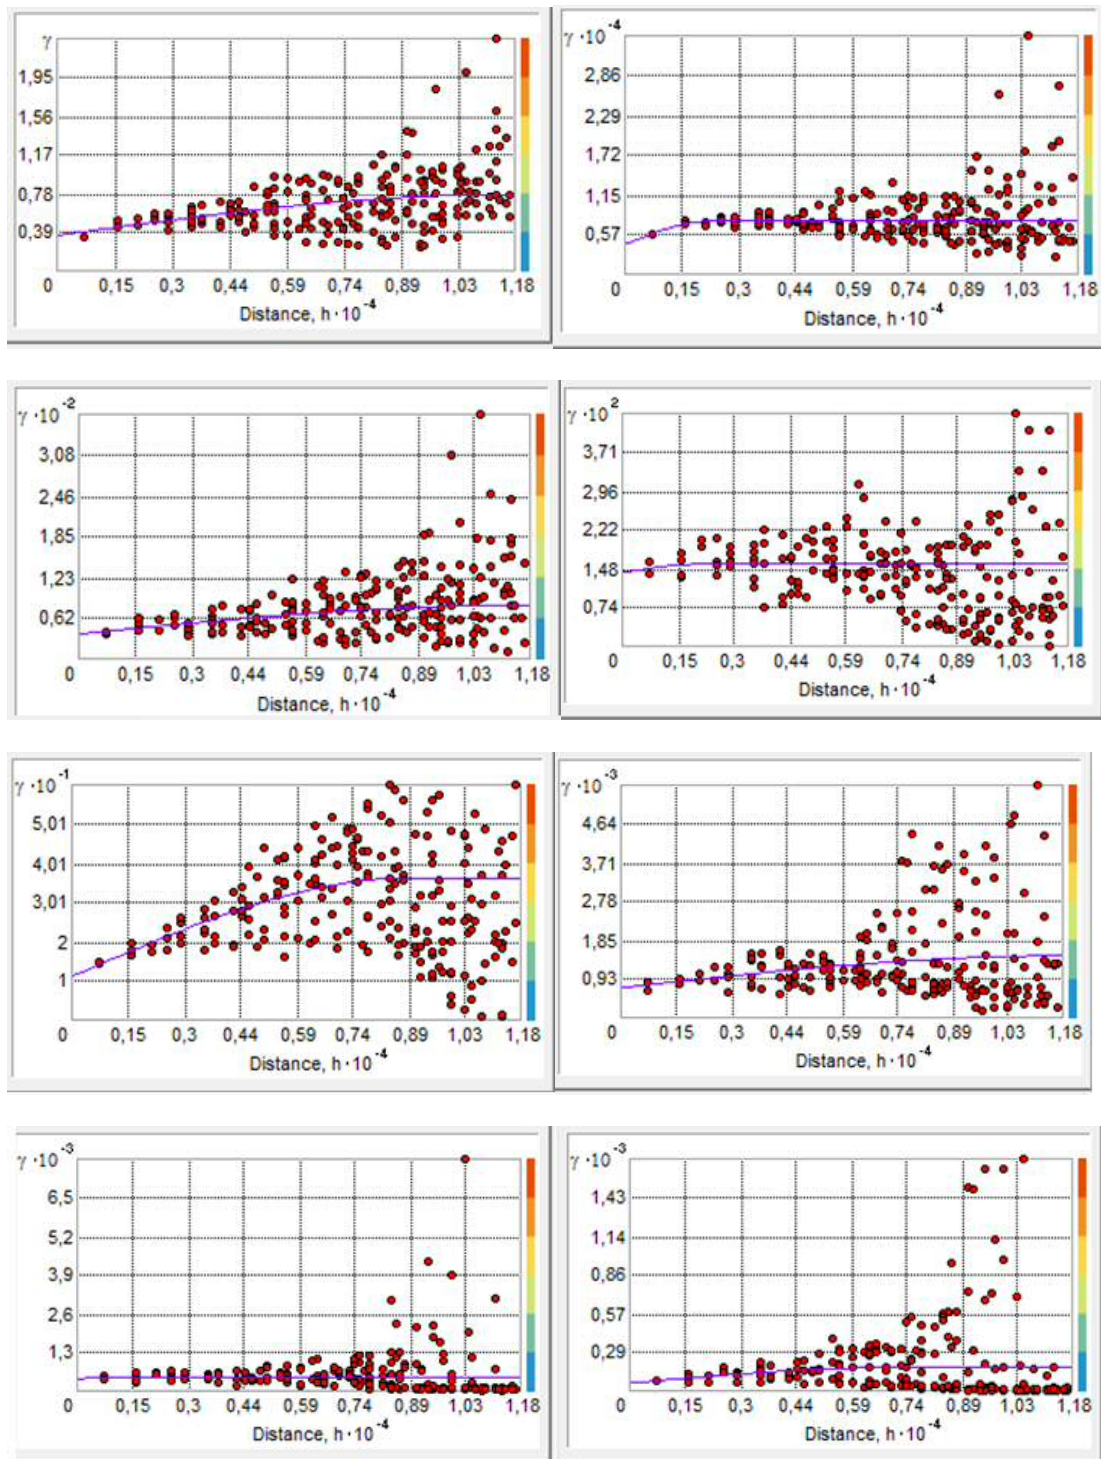 γ
1,95
1,56
1,17
0,78
0,39
0 0,15 0,3 0,44 0,59 0,74 0,89 1,03 1,18
Distance, h · 10⁻⁴
γ · 10⁻⁴
2,86
2,29
1,72
1,15
0,57
0 0,15 0,3 0,44 0,59 0,74 0,89 1,03 1,18
Distance, h · 10⁻⁴
γ · 10⁻²
3,08
2,46
1,85
1,23
0,62
0 0,15 0,3 0,44 0,59 0,74 0,89 1,03 1,18
Distance, h · 10⁻⁴
γ · 10²
3,71
2,96
2,22
1,48
0,74
0 0,15 0,3 0,44 0,59 0,74 0,89 1,03 1,18
Distance, h · 10⁻⁴
γ · 10⁻¹
5,01
4,01
3,01
2
1
0 0,15 0,3 0,44 0,59 0,74 0,89 1,03 1,18
Distance, h · 10⁻⁴
γ · 10⁻³
4,64
3,71
2,78
1,85
0,93
0 0,15 0,3 0,44 0,59 0,74 0,89 1,03 1,18
Distance, h · 10⁻⁴
γ · 10⁻³
6,5
5,2
3,9
2,6
1,3
0 0,15 0,3 0,44 0,59 0,74 0,89 1,03 1,18
Distance, h · 10⁻⁴
γ · 10⁻³
1,43
1,14
0,86
0,57
0,29
0 0,15 0,3 0,44 0,59 0,74 0,89 1,03 1,18
Distance, h · 10⁻⁴